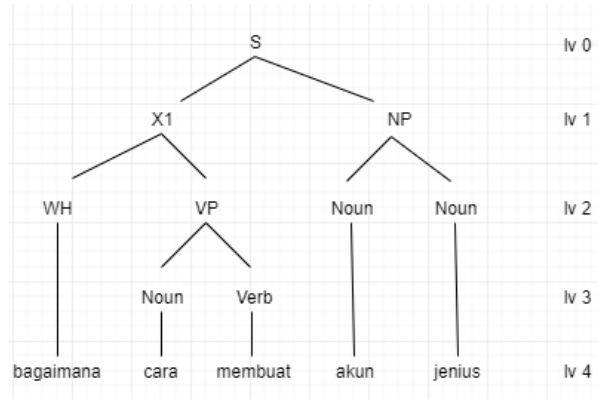 S lv 0
X1 NP lv 1
WH VP Noun Noun lv 2
Noun Verb lv 3
bagaimana cara membuat akun jenius lv 4